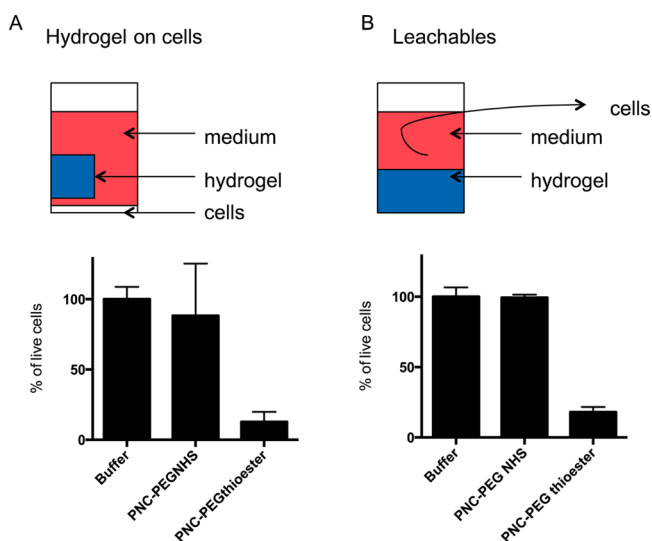 A
Hydrogel on cells
medium
hydrogel
cells
% of live cells
100
50
0
Buffer
PNC-PEGNHS
PNC-PEGthioester
B
Leachables
cells
medium
hydrogel
% of live cells
100
50
0
Buffer
PNC-PEG NHS
PNC-PEG thioester